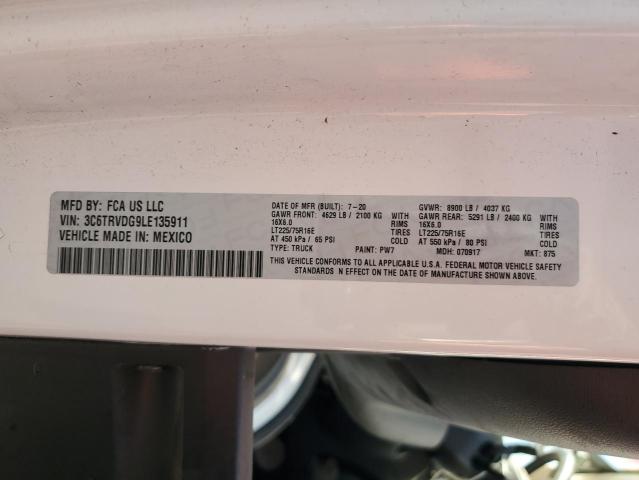 MFD BY: FCA US LLC
VIN: 3C6TRVDG9LE135911
VEHICLE MADE IN: MEXICO
DATE OF MFR (BUILT): 7-20
GVWR: 8900 LB / 4037 KG
GAWR FRONT: 4629 LB / 2100 KG WITH
GAWR REAR: 5291 LB / 2400 KG WITH
16X6.0 RIMS
16X6.0 RIMS
LT225/75R16E TIRES
LT225/75R16E TIRES
AT 450 kPa / 65 PSI COLD
AT 550 kPa / 80 PSI COLD
TYPE: TRUCK PAINT: PW7 MDH: 070917 MKT: 875
THIS VEHICLE CONFORMS TO ALL APPLICABLE U.S.A. FEDERAL MOTOR VEHICLE SAFETY
STANDARDS IN EFFECT ON THE DATE OF MANUFACTURE SHOWN ABOVE.